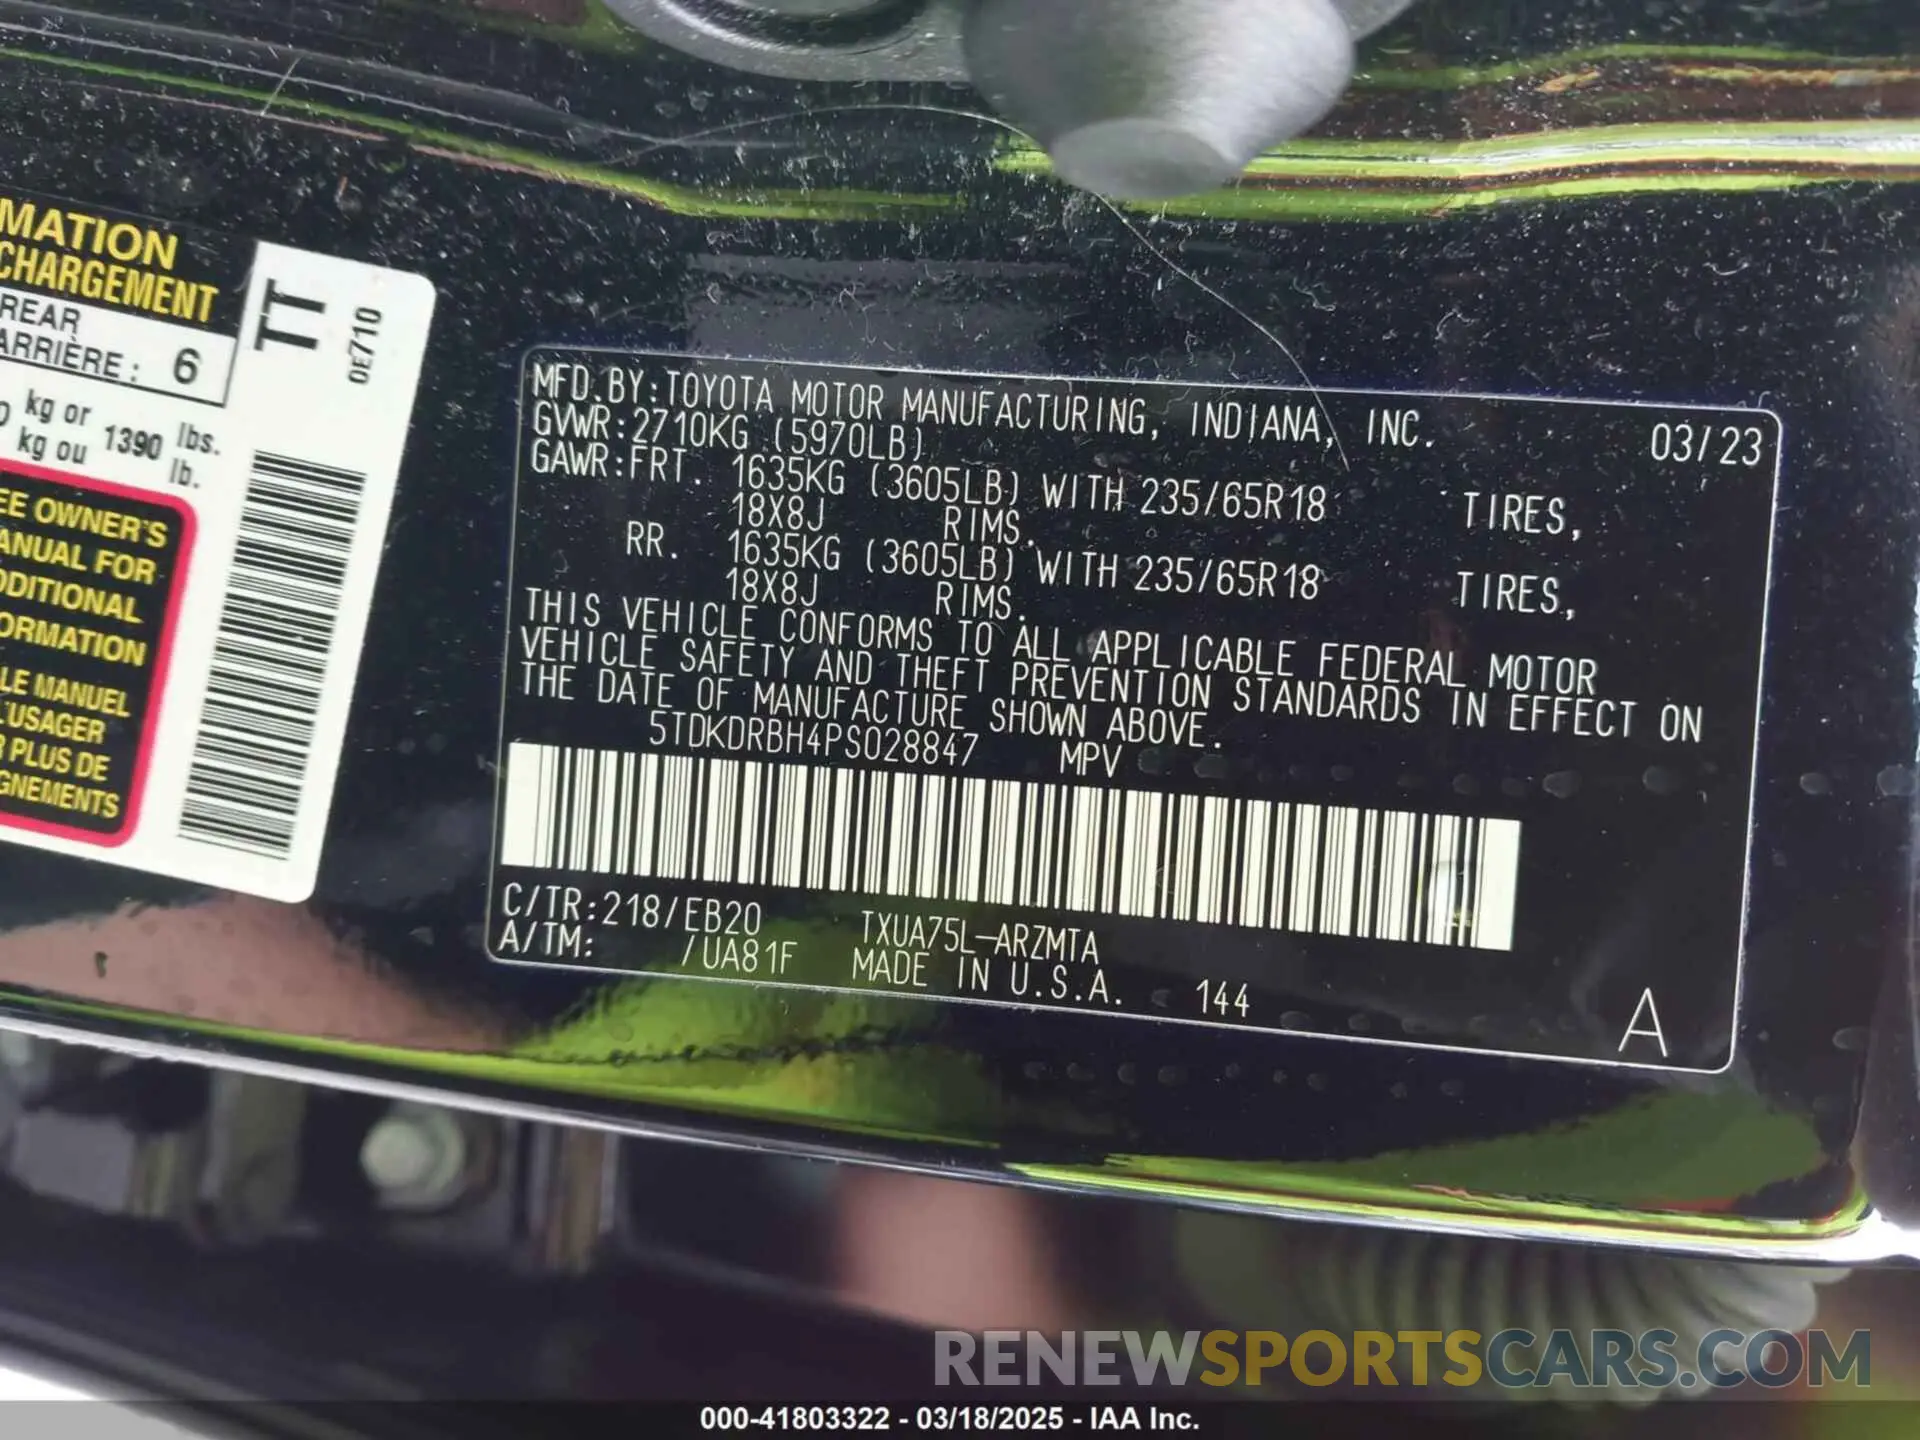 MATION
CHARGEMENT
REAR
ARRIÈRE : 6
kg or
kg ou 1390 lbs.
lb.
TT
0E710
EE OWNER'S
ANUAL FOR
DDITIONAL
ORMATION
LE MANUEL
L'USAGER
R PLUS DE
GNEMENTS
MFD.BY:TOYOTA MOTOR MANUFACTURING, INDIANA, INC. 03/23
GVWR:2710KG (5970LB)
GAWR:FRT. 1635KG (3605LB) WITH 235/65R18 TIRES,
18X8J RIMS.
RR. 1635KG (3605LB) WITH 235/65R18 TIRES,
18X8J RIMS.
THIS VEHICLE CONFORMS TO ALL APPLICABLE FEDERAL MOTOR
VEHICLE SAFETY AND THEFT PREVENTION STANDARDS IN EFFECT ON
THE DATE OF MANUFACTURE SHOWN ABOVE.
5TDKDRBH4PS028847 MPV
C/TR:218/EB20 TXUA75L-ARZMTA
A/TM: /UA81F MADE IN U.S.A. 144
A
RENEWSPORTSCARS.COM
000-41803322 - 03/18/2025 - IAA Inc.